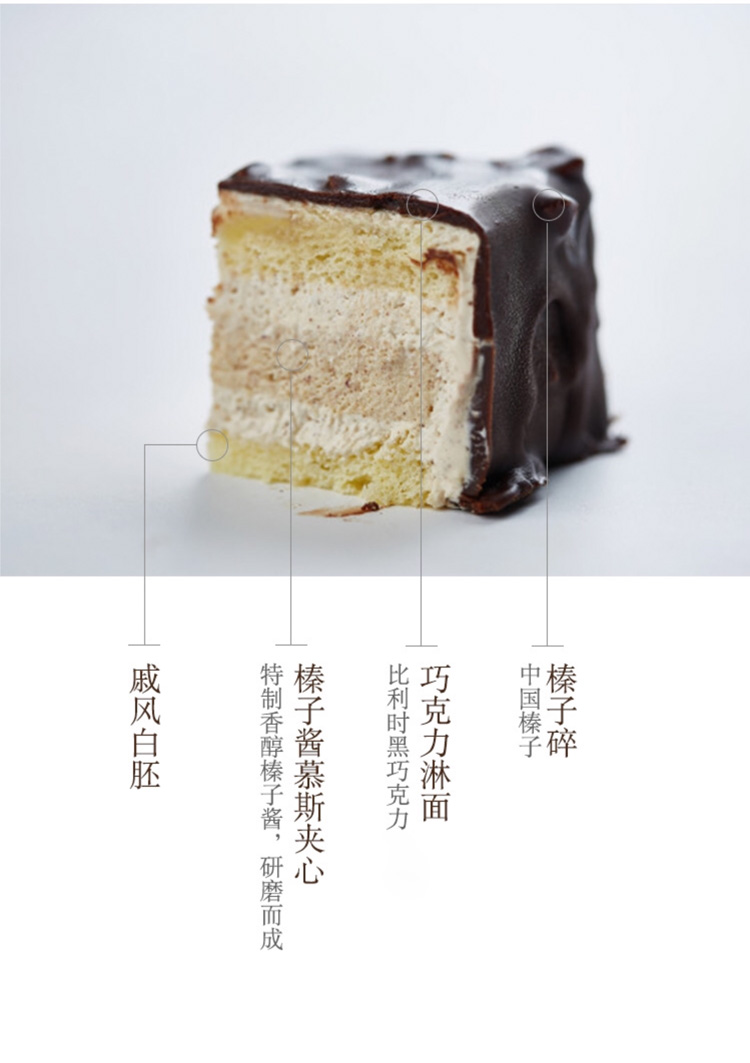 榛子碎
中国榛子
巧克力淋面
比利时黑巧克力
榛子酱慕斯夹心
特制香醇榛子酱，研磨而成
戚风白胚